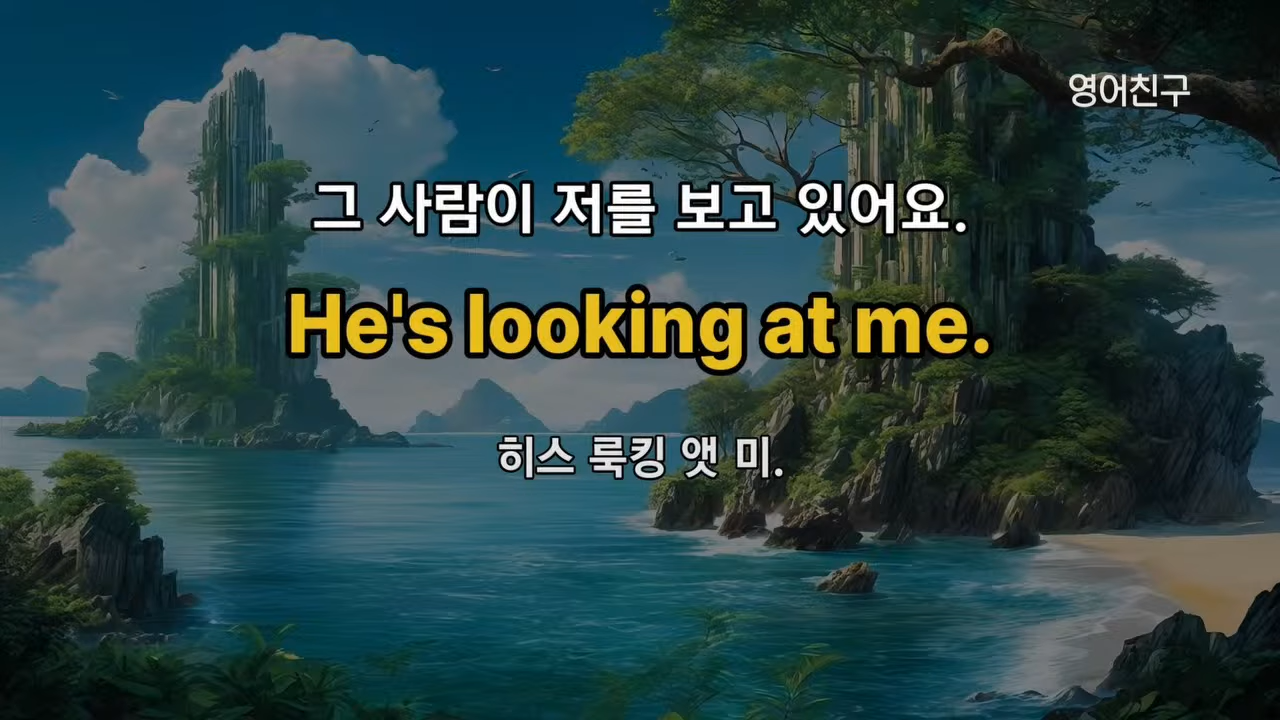 영어친구
그 사람이 저를 보고 있어요.
He's looking at me.
히스 룩킹 앳 미.